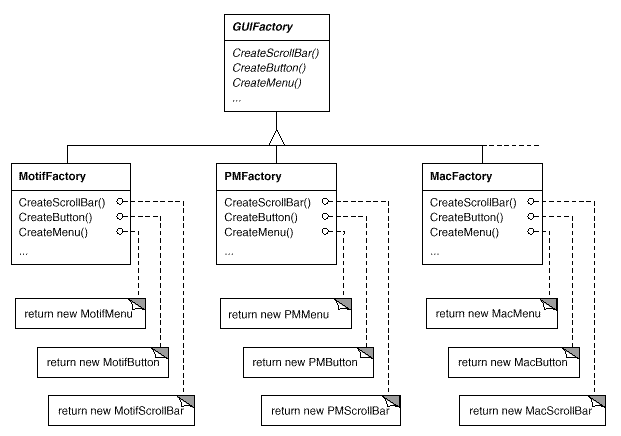 GUIFactory
CreateScrollBar()
CreateButton()
CreateMenu()
...
MotifFactory
CreateScrollBar()
CreateButton()
CreateMenu()
...
PMFactory
CreateScrollBar()
CreateButton()
CreateMenu()
...
MacFactory
CreateScrollBar()
CreateButton()
CreateMenu()
...
return new MotifMenu
return new PMMenu
return new MacMenu
return new MotifButton
return new PMButton
return new MacButton
return new MotifScrollBar
return new PMScrollBar
return new MacScrollBar